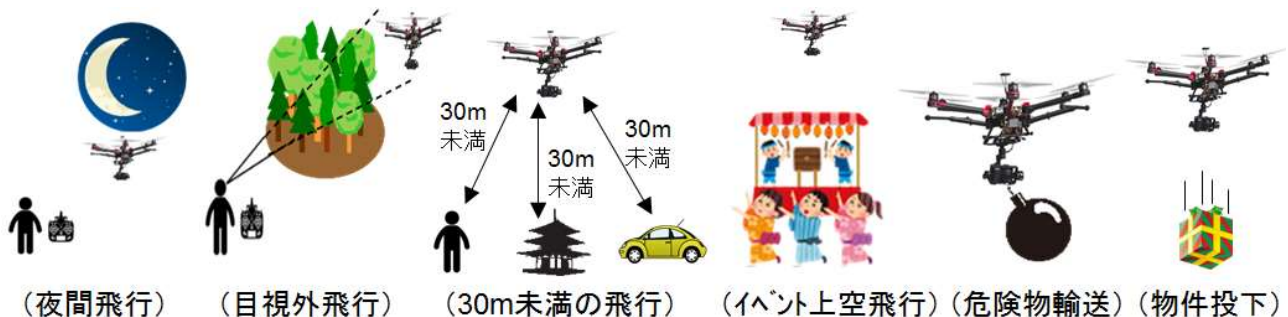 30m
未満
30m
未満
30m
未満
(夜間飛行)
(目視外飛行)
(30m未満の飛行)
(イベント上空飛行)
(危険物輸送)
(物件投下)